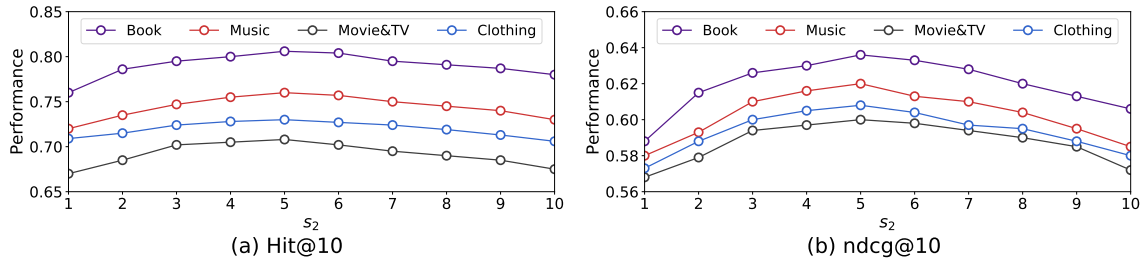 Performance
0.85
0.80
0.75
0.70
0.65
Book Music Movie&TV Clothing
1 2 3 4 5 6 7 8 9 10
s2
(a) Hit@10
Performance
0.66
0.64
0.62
0.60
0.58
0.56
Book Music Movie&TV Clothing
1 2 3 4 5 6 7 8 9 10
s2
(b) ndcg@10